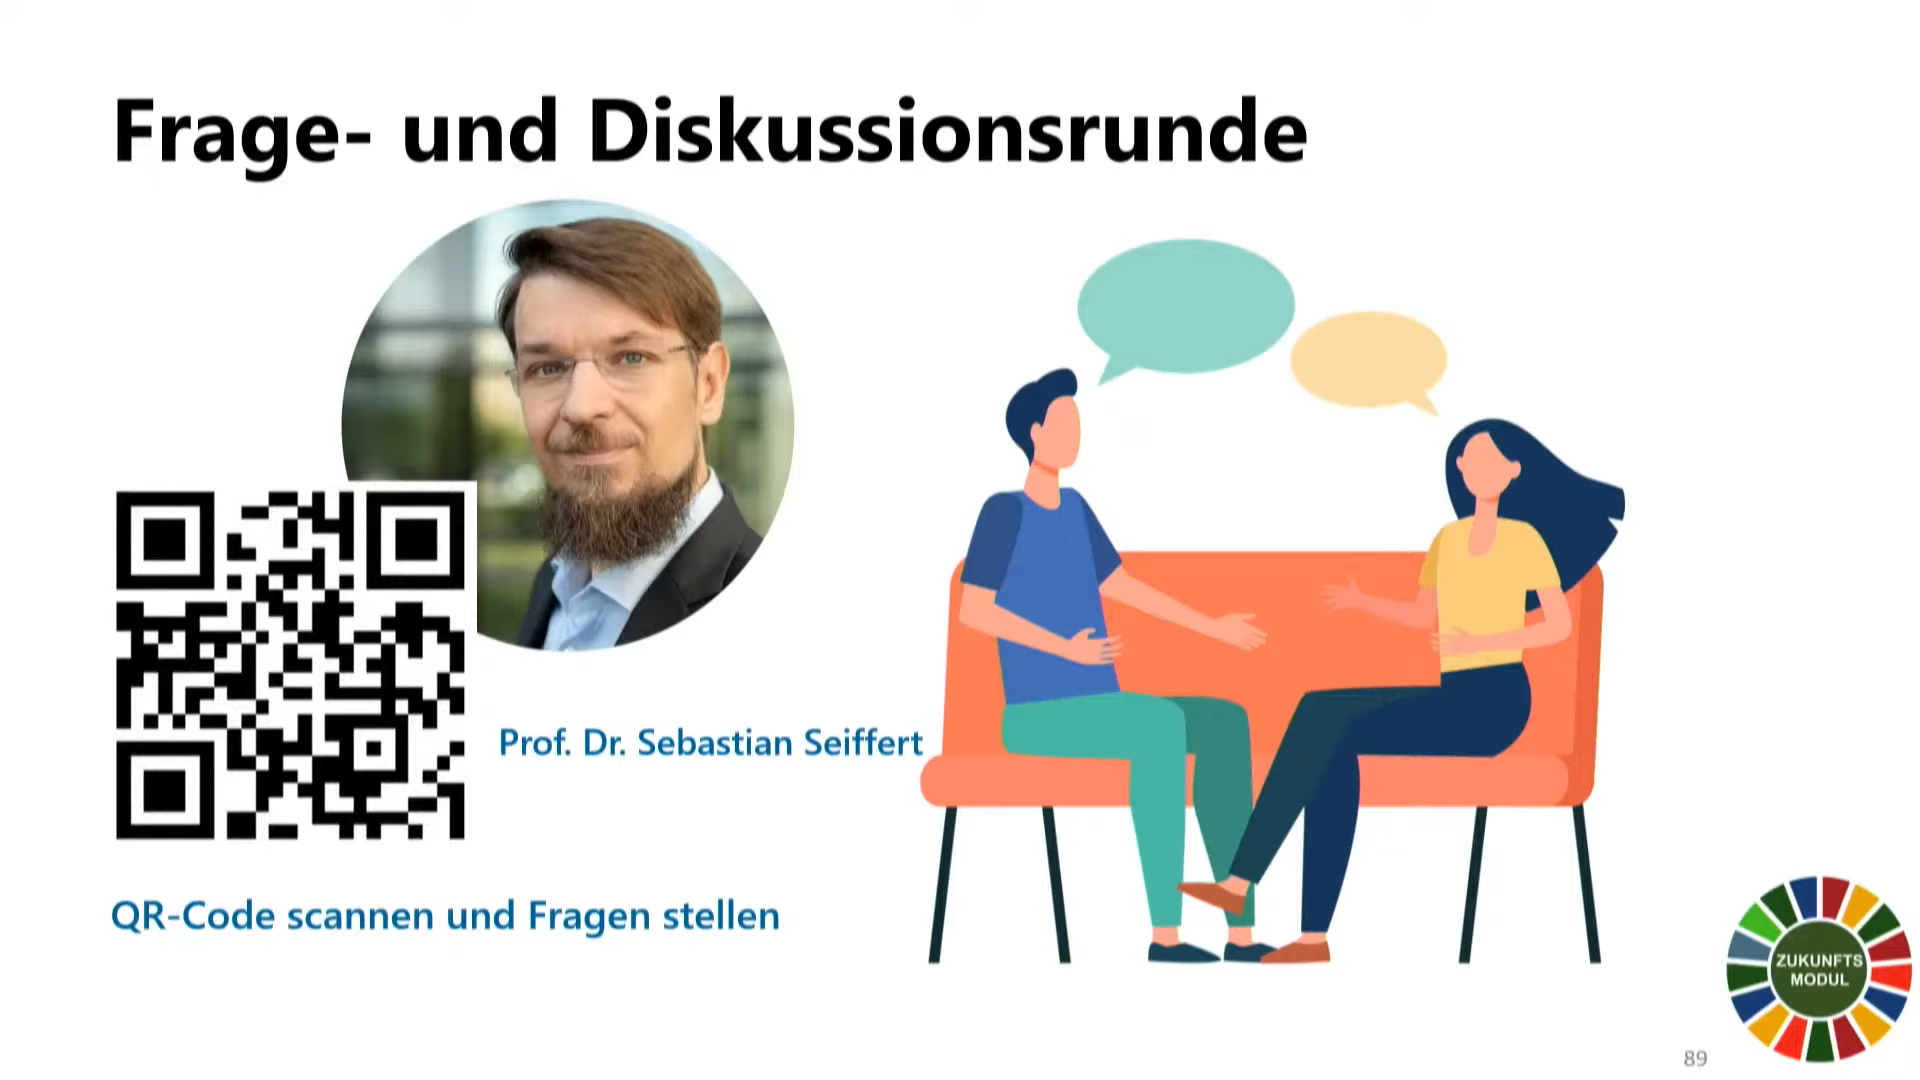 Frage- und Diskussionsrunde
Prof. Dr. Sebastian Seiffert
QR-Code scannen und Fragen stellen
ZUKUNFTS
MODUL
89